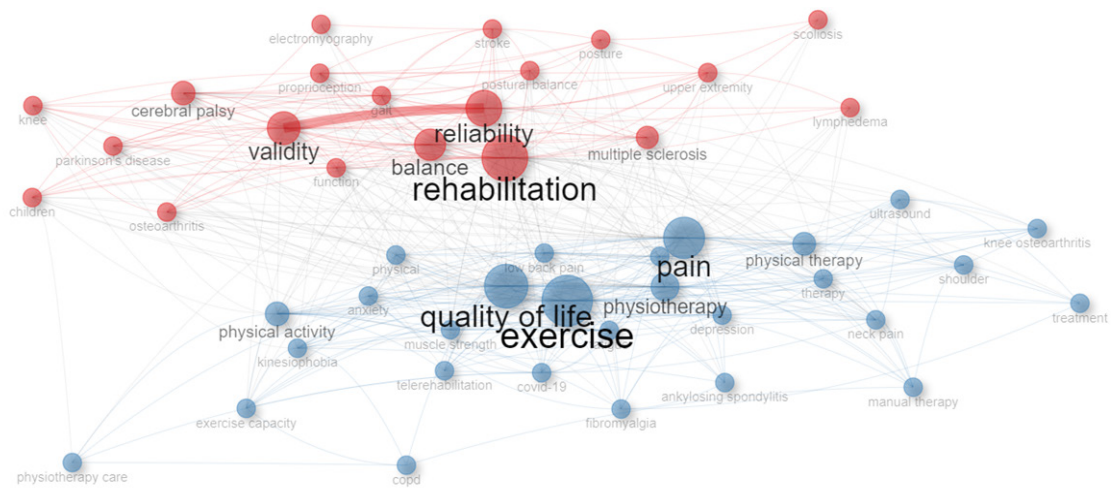 electromyography
stroke
posture
scoliosis
proprioception
postural balance
upper extremity
cerebral palsy
gait
knee
reliability
lymphedema
validity
parkinson's disease
balance
multiple sclerosis
function
rehabilitation
children
osteoarthritis
ultrasound
knee osteoarthritis
physical
low back pain
pain
physical therapy
shoulder
therapy
anxiety
physiotherapy
quality of life
treatment
physical activity
exercise
depression
neck pain
muscle strength
kinesiophobia
telerehabilitation
covid-19
ankylosing spondylitis
manual therapy
exercise capacity
fibromyalgia
physiotherapy care
copd